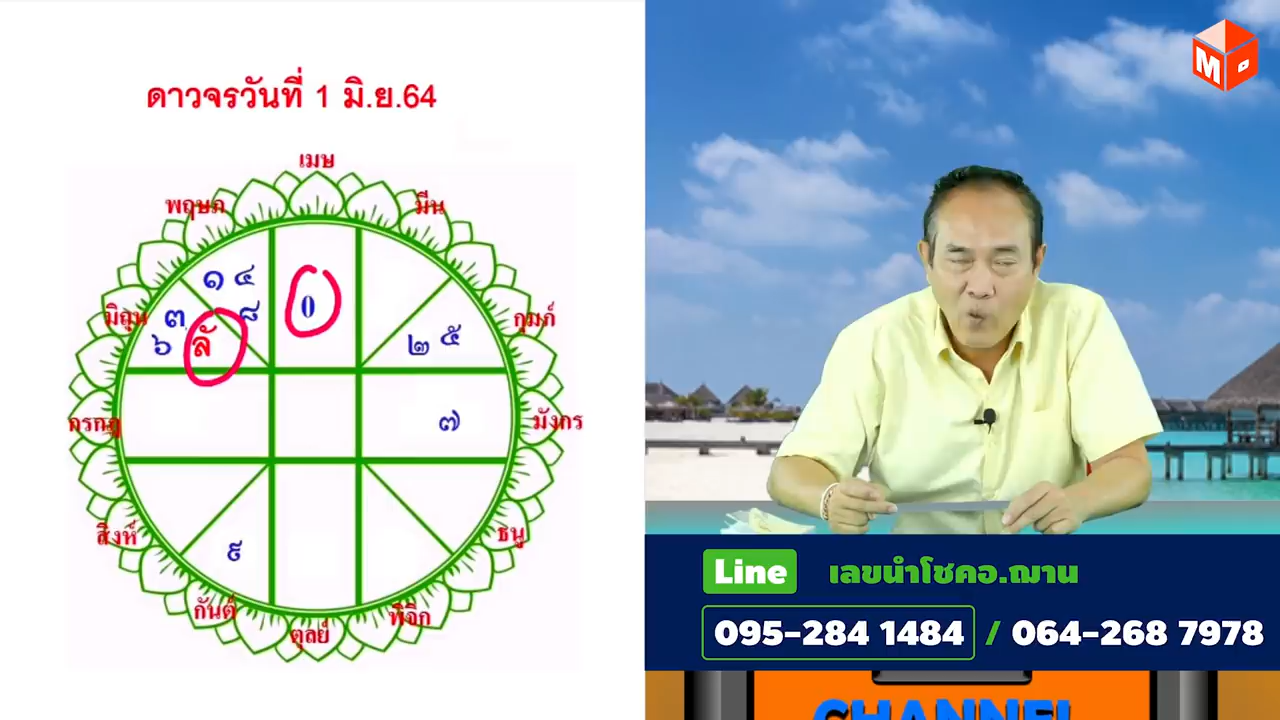 ดาวจรวันที่ 1 มิ.ย.64
เมษ
พฤษภ
มีน
๑ ๔
มิถุน
๓
๘
๐
กุมภ์
๖
ลั
๒ ๕
กรกฎ
๗
มังกร
สิงห์
๙
ธนู
กันต์
ตุลย์
พิจิก
M
Line เลขนำโชคอ.ฌาน
095-284 1484 / 064-268 7978
CHANNEL